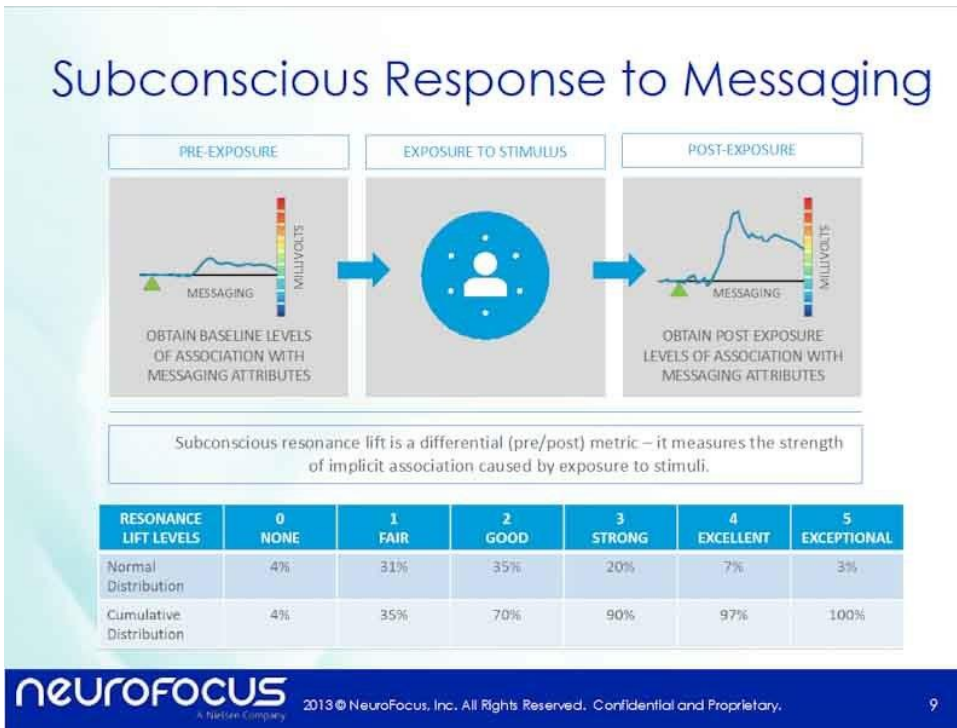 Subconscious Response to Messaging
PRE-EXPOSURE
EXPOSURE TO STIMULUS
POST-EXPOSURE
MILLIVOLTS
MESSAGING
OBTAIN BASELINE LEVELS
OF ASSOCIATION WITH
MESSAGING ATTRIBUTES
MILLIVOLTS
MESSAGING
OBTAIN POST EXPOSURE
LEVELS OF ASSOCIATION WITH
MESSAGING ATTRIBUTES
Subconscious resonance lift is a differential (pre/post) metric – it measures the strength
of implicit association caused by exposure to stimuli.
RESONANCE LIFT LEVELS 0 NONE 1 FAIR 2 GOOD 3 STRONG 4 EXCELLENT 5 EXCEPTIONAL
Normal Distribution 4% 31% 35% 20% 7% 3%
Cumulative Distribution 4% 35% 70% 90% 97% 100%
neurofocus
A Nielsen Company
2013 © NeuroFocus, Inc. All Rights Reserved. Confidential and Proprietary.
9